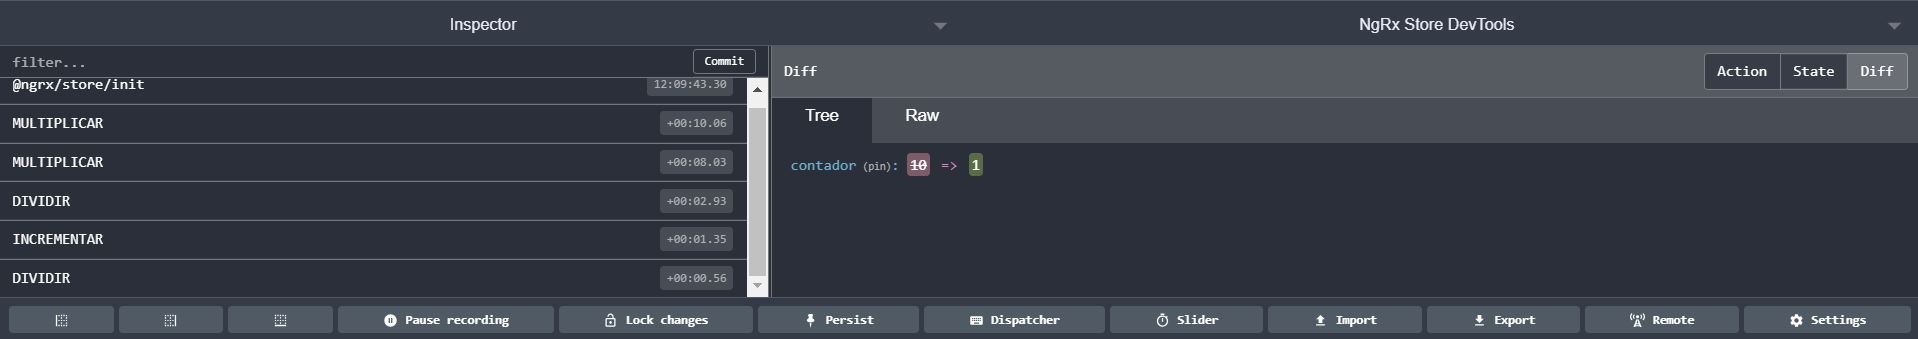 Inspector
NgRx Store DevTools
filter...
Commit
@ngrx/store/init 12:09:43.30
MULTIPLICAR +00:10.06
MULTIPLICAR +00:08.03
DIVIDIR +00:02.93
INCREMENTAR +00:01.35
DIVIDIR +00:00.56
Diff
Action State Diff
Tree Raw
contador (pin): 10 => 1
Pause recording Lock changes Persist Dispatcher Slider Import Export Remote Settings